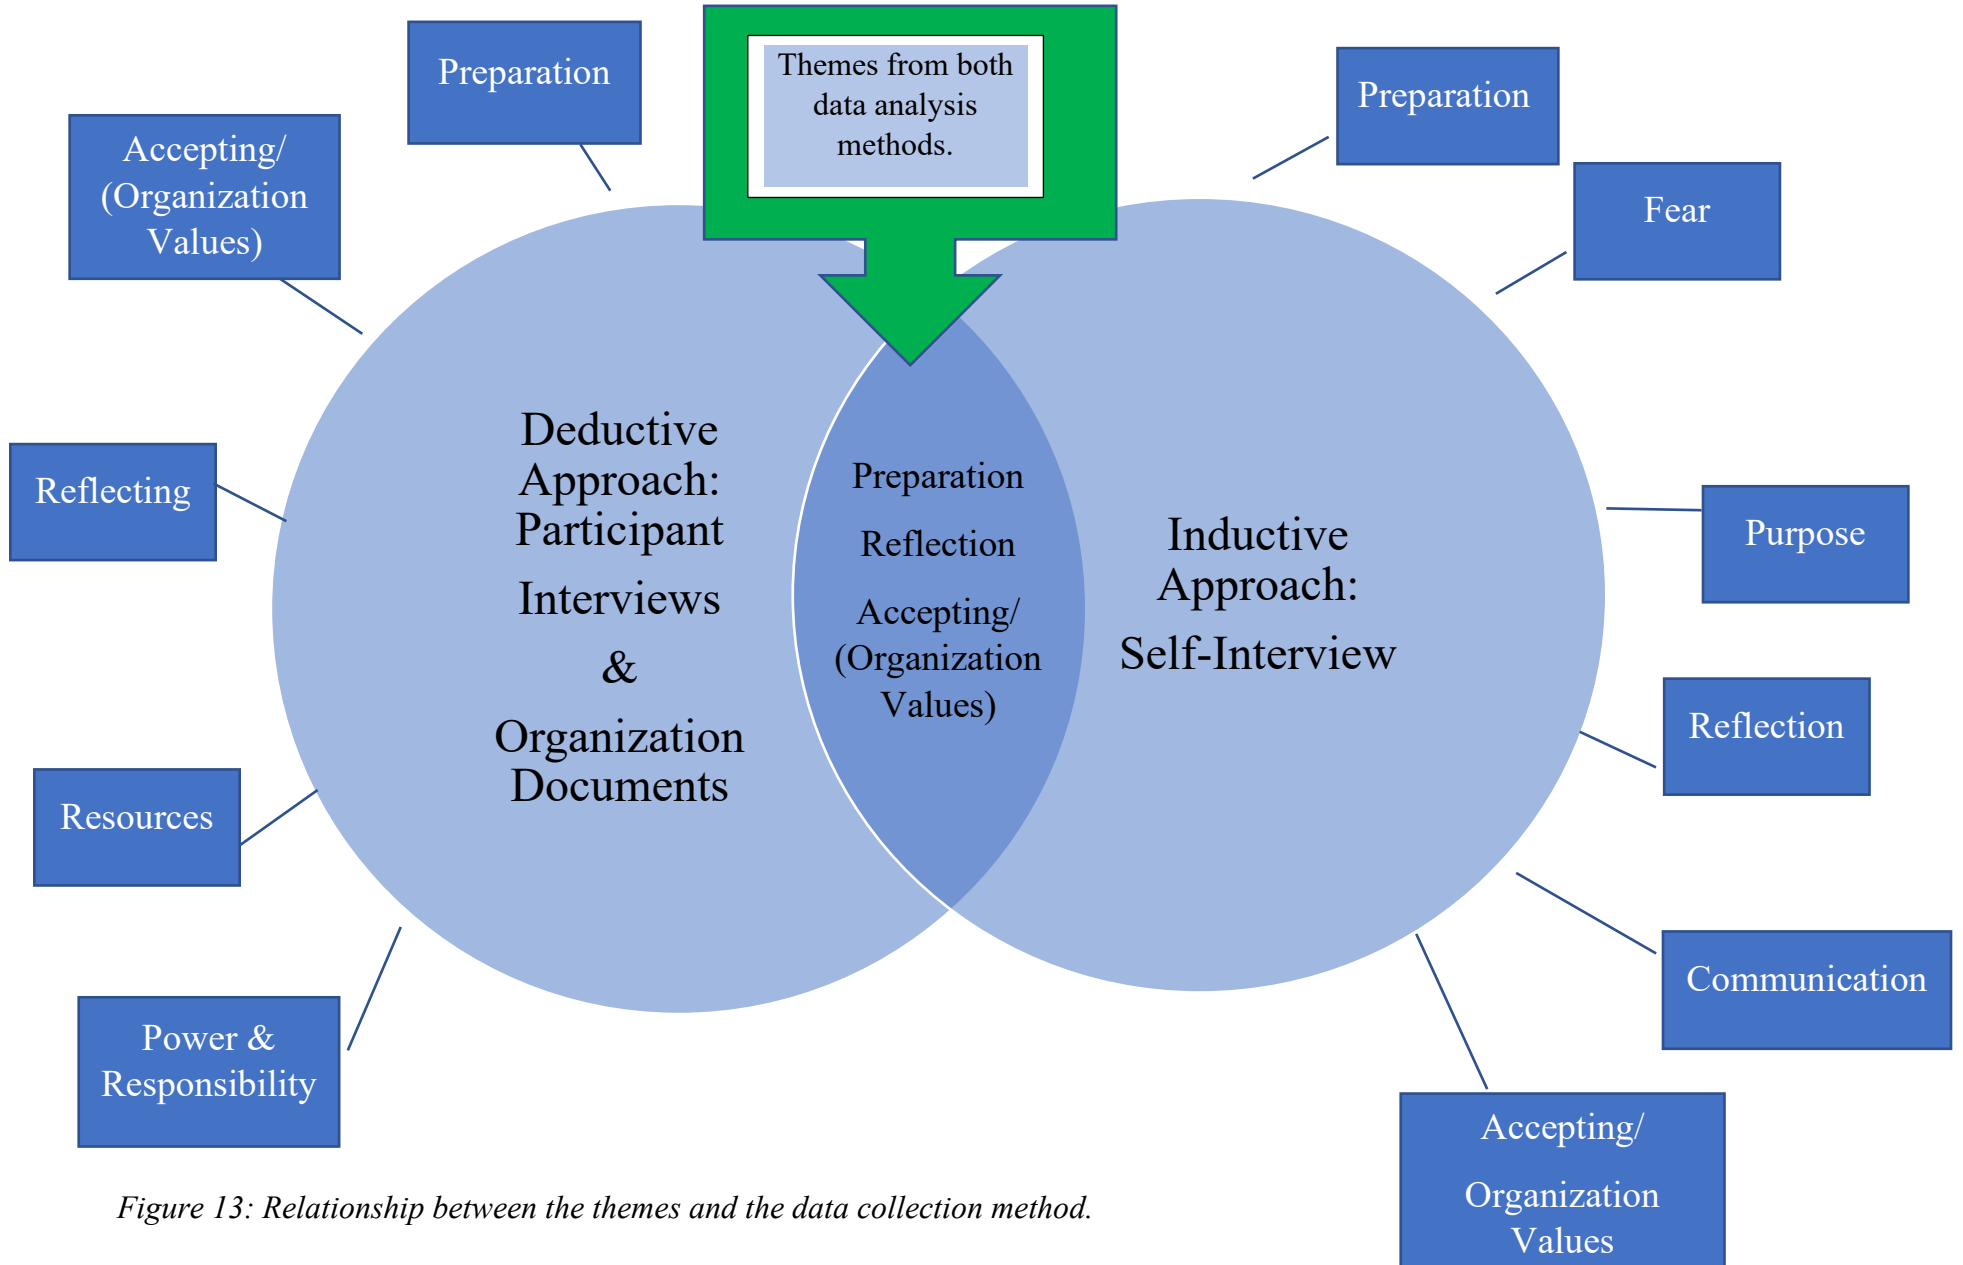 Preparation
Accepting/
(Organization
Values)
Reflecting
Resources
Power &
Responsibility
Themes from both
data analysis
methods.
Deductive
Approach:
Participant
Interviews
&
Organization
Documents
Preparation
Reflection
Accepting/
(Organization
Values)
Inductive
Approach:
Self-Interview
Preparation
Fear
Purpose
Reflection
Communication
Accepting/
Organization
Values
Figure 13: Relationship between the themes and the data collection method.